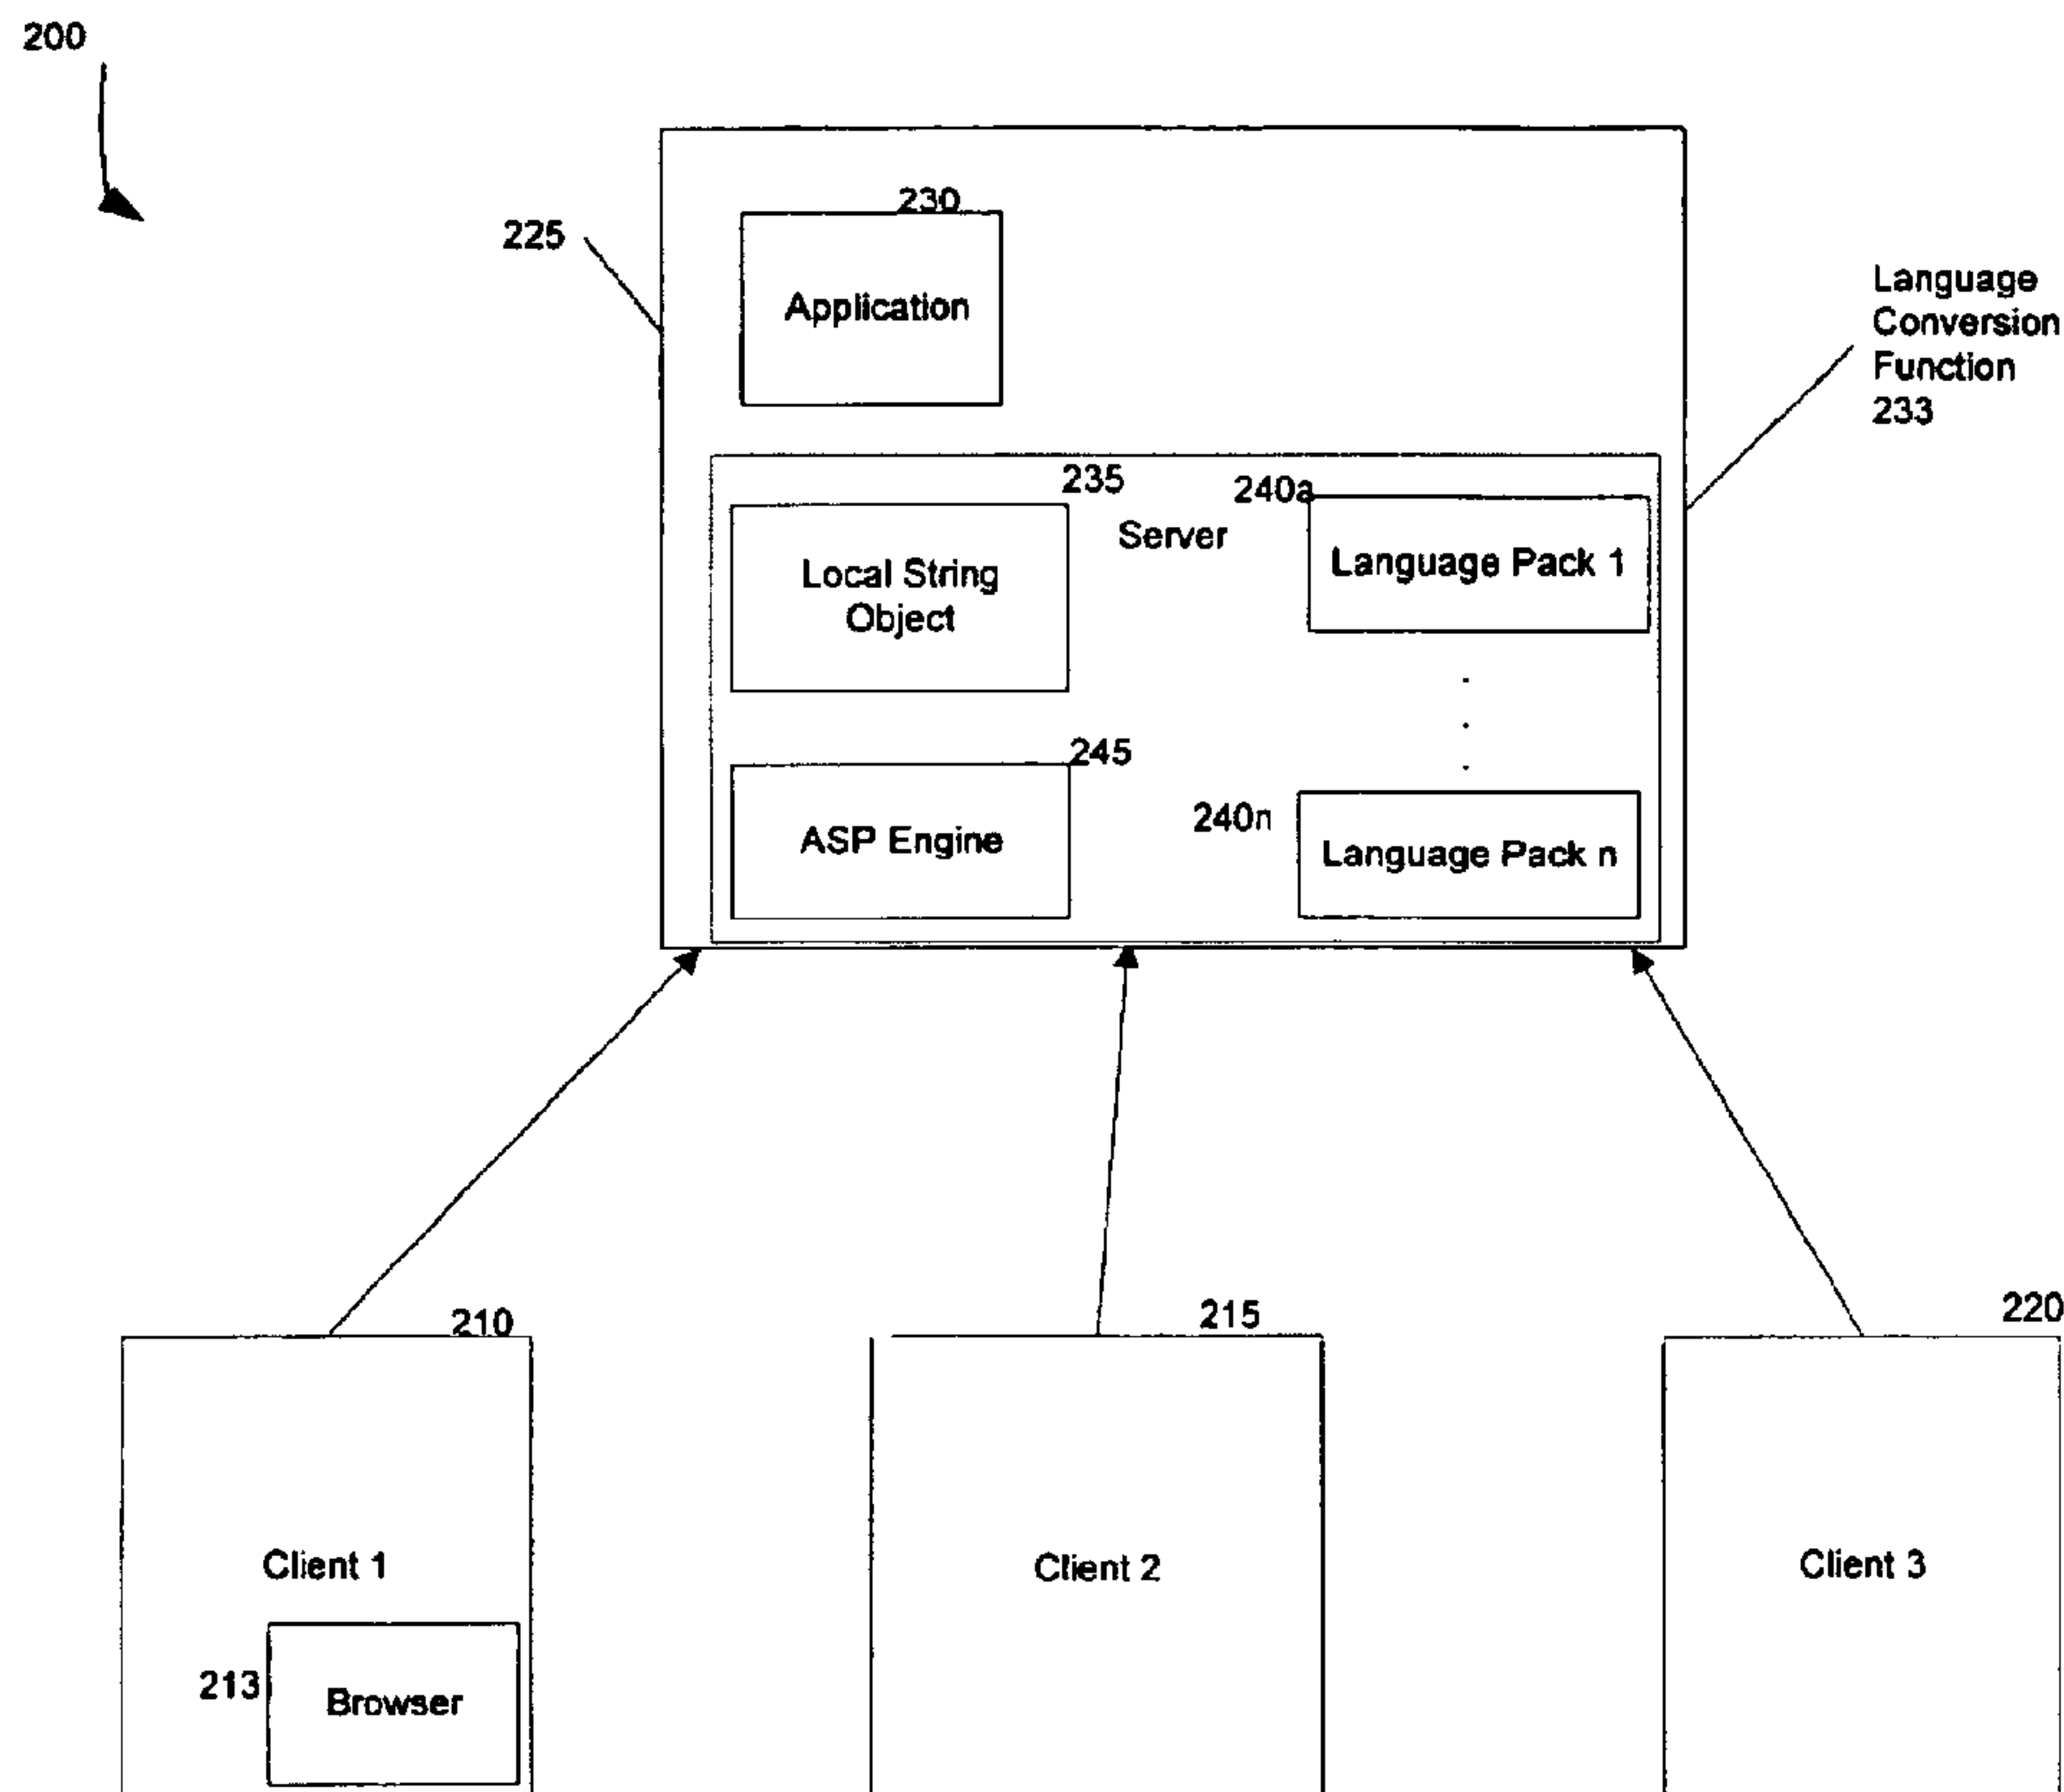 200
230
225
Application
Language
Conversion
Function
233
235
240a
Server
Local String
Object
Language Pack 1
245
240n
ASP Engine
Language Pack n
210
215
220
Client 1
Client 2
Client 3
213
Browser